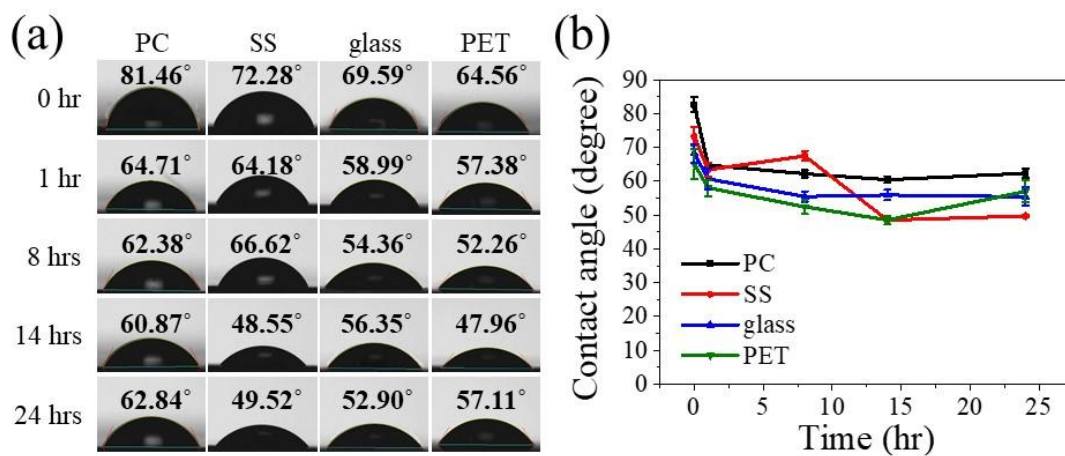 (a)
PC SS glass PET
0 hr 81.46° 72.28° 69.59° 64.56°
1 hr 64.71° 64.18° 58.99° 57.38°
8 hrs 62.38° 66.62° 54.36° 52.26°
14 hrs 60.87° 48.55° 56.35° 47.96°
24 hrs 62.84° 49.52° 52.90° 57.11°
(b)
Contact angle (degree)
90
80
70
60
50
40
30
20
10
0
PC
SS
glass
PET
0 5 10 15 20 25
Time (hr)